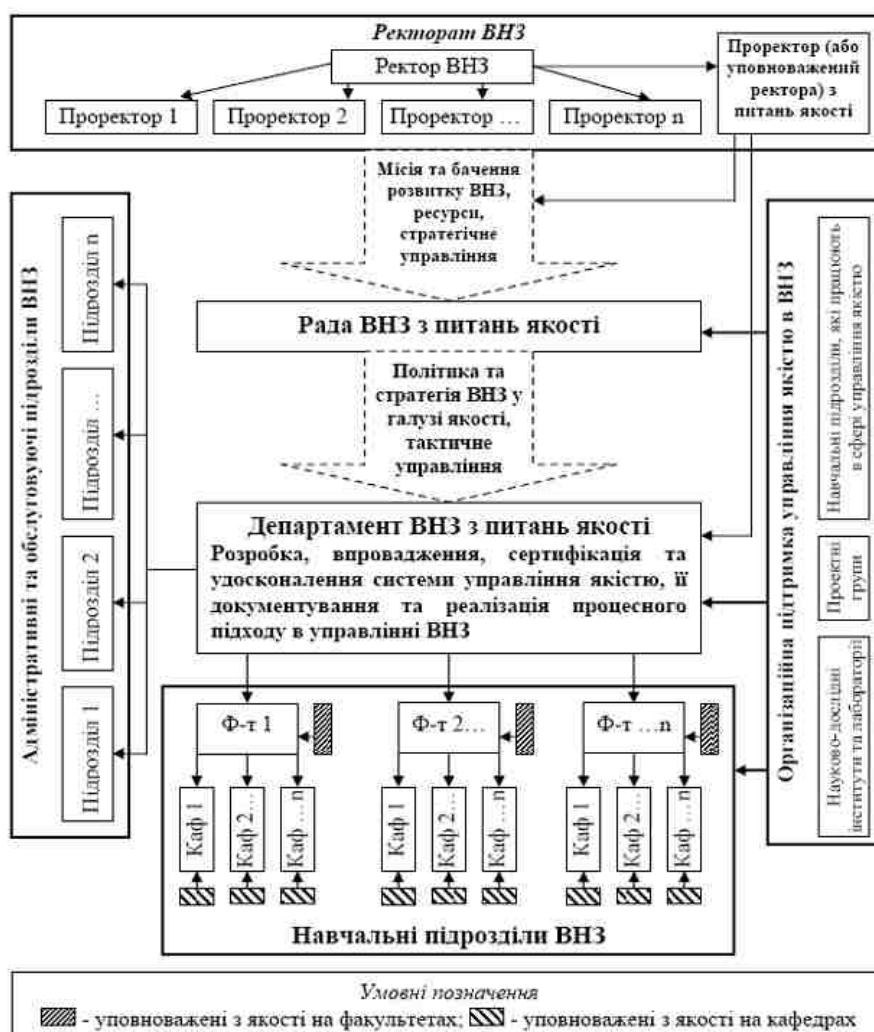 Ректорат ВНЗ
Ректор ВНЗ
Проректор 1
Проректор 2
Проректор …
Проректор n
Проректор (або
уповноважений
ректора) з
питань якості
Місія та бачення
розвитку ВНЗ,
ресурси,
стратегічне
управління
Рада ВНЗ з питань якості
Політика та
стратегія ВНЗ у
галузі якості,
тактичне
управління
Департамент ВНЗ з питань якості
Розробка, впровадження, сертифікація та
удосконалення системи управління якістю, її
документування та реалізація процесного
підходу в управлінні ВНЗ
Адміністративні та обслуговуючі підрозділи ВНЗ
Підрозділ n
Підрозділ …
Підрозділ 2
Підрозділ 1
Організаційна підтримка управління якістю в ВНЗ
Навчальні підрозділи, які працюють
в сфері управління якістю
Проектні
групи
Науково-дослідні
інститути та лабораторії
Ф-т 1
Ф-т 2…
Ф-т …n
Каф 1
Каф 2…
Каф …n
Каф 1
Каф 2…
Каф …n
Каф 1
Каф 2…
Каф …n
Навчальні підрозділи ВНЗ
Умовні позначення
- уповноважені з якості на факультетах; - уповноважені з якості на кафедрах